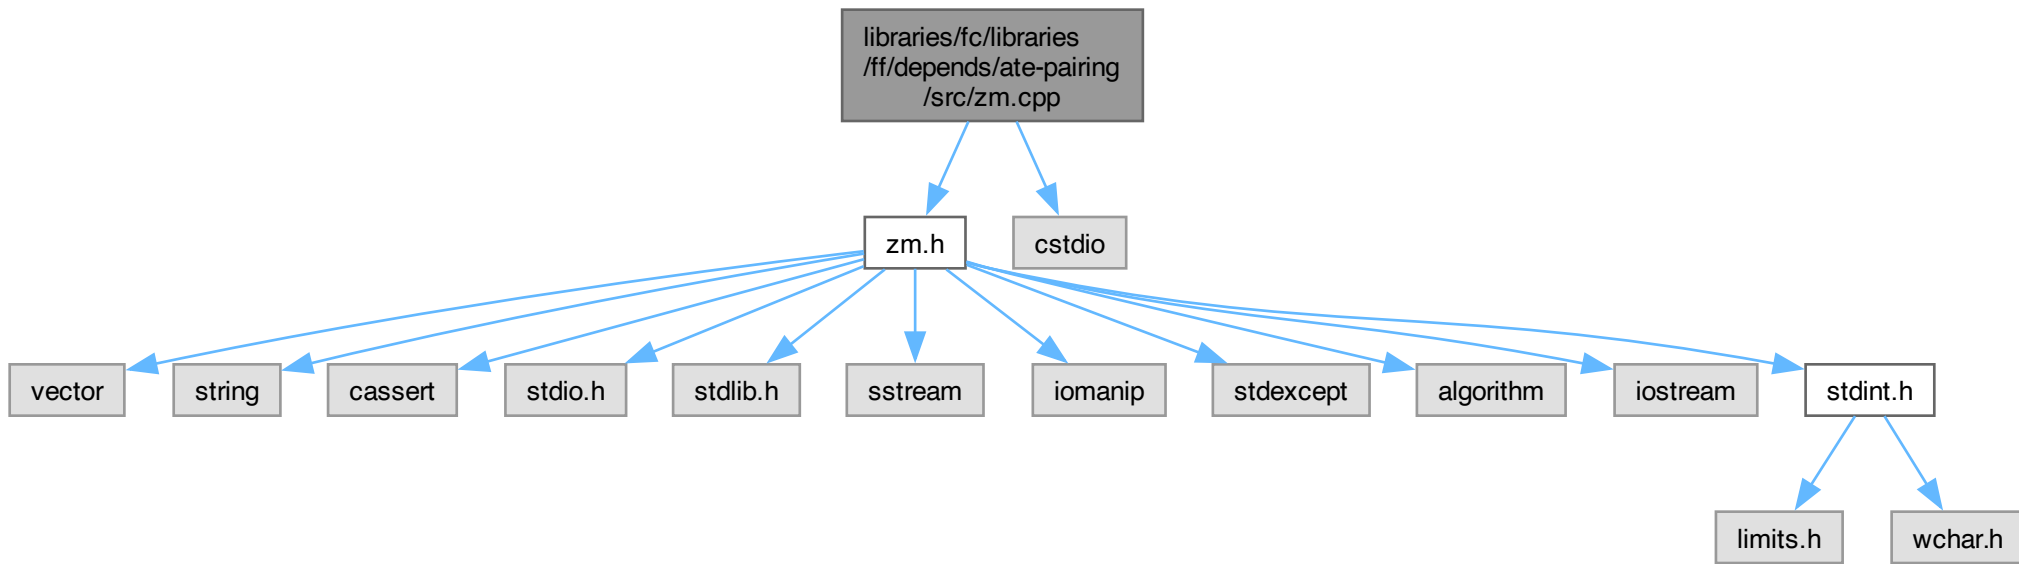 libraries/fc/libraries
/ff/depends/ate-pairing
/src/zm.cpp
zm.h
cstdio
vector
string
cassert
stdio.h
stdlib.h
sstream
iomanip
stdexcept
algorithm
iostream
stdint.h
limits.h
wchar.h